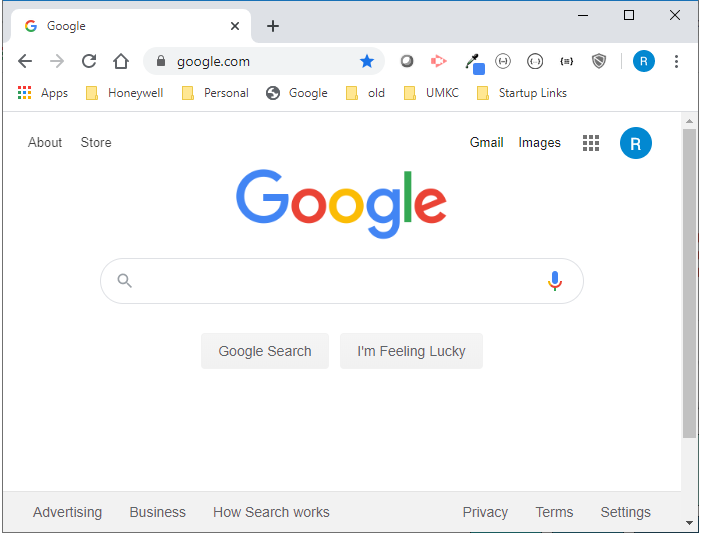 Google
google.com
R
Apps Honeywell Personal Google old UMKC Startup Links
About Store Gmail Images R
Google
Google Search I'm Feeling Lucky
Advertising Business How Search works Privacy Terms Settings